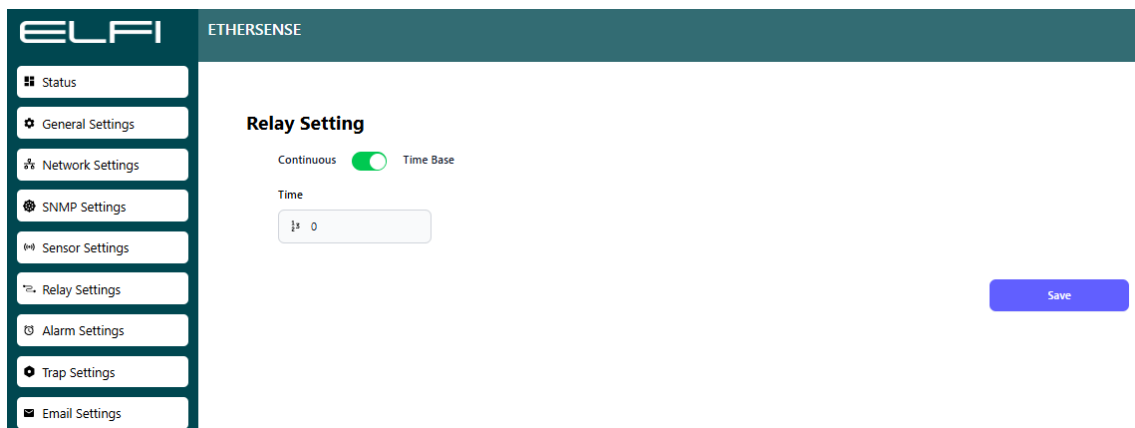 ELFI
ETHERSENSE
Status
General Settings
Network Settings
SNMP Settings
Sensor Settings
Relay Settings
Alarm Settings
Trap Settings
Email Settings
Relay Setting
Continuous Time Base
Time
0
Save